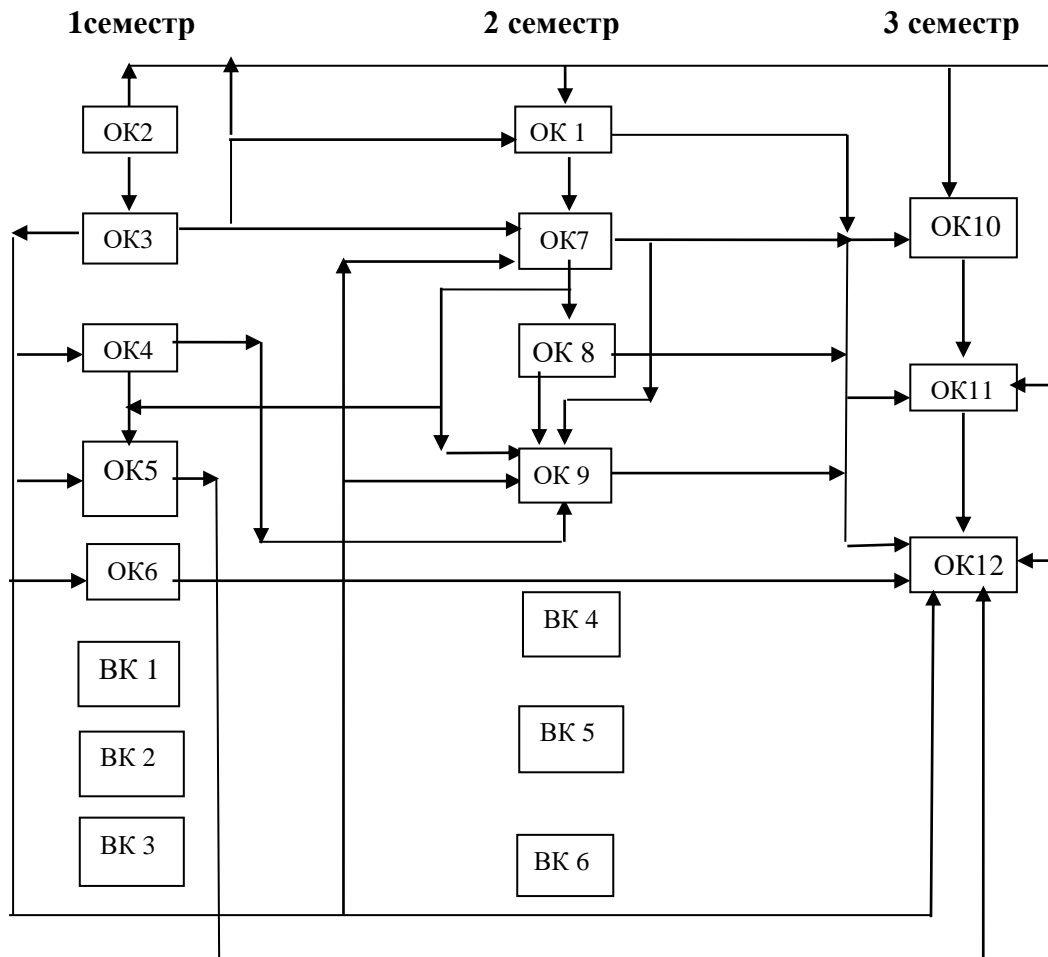 1семестр
2 семестр
3 семестр
ОК2
ОК 1
ОК3
ОК7
ОК10
ОК4
ОК 8
ОК11
ОК5
ОК 9
ОК6
ОК12
ВК 4
ВК 1
ВК 5
ВК 2
ВК 3
ВК 6